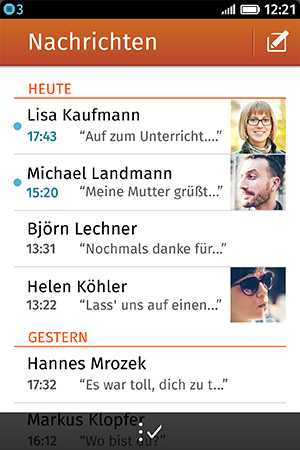 3 12:21
Nachrichten
HEUTE
Lisa Kaufmann
17:43 “Auf zum Unterricht....”
Michael Landmann
15:20 “Meine Mutter grüßt...”
Björn Lechner
13:31 “Nochmals danke für...”
Helen Köhler
13:22 “Lass' uns auf einen...”
GESTERN
Hannes Mrozek
17:32 “Es war toll, dich zu t...”
Markus Klopfer
16:12 “Wo bist du?”